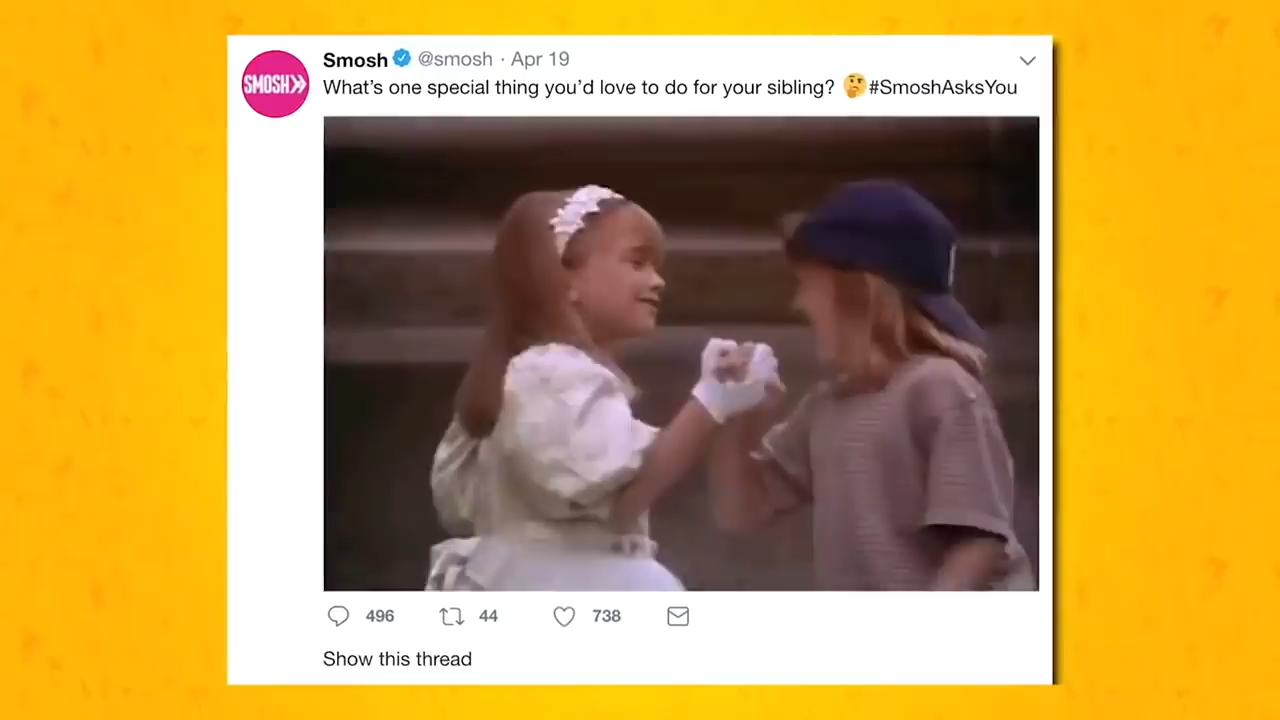 SMOSH
Smosh @smosh · Apr 19
What's one special thing you'd love to do for your sibling? 🤔#SmoshAsksYou
496 44 738
Show this thread